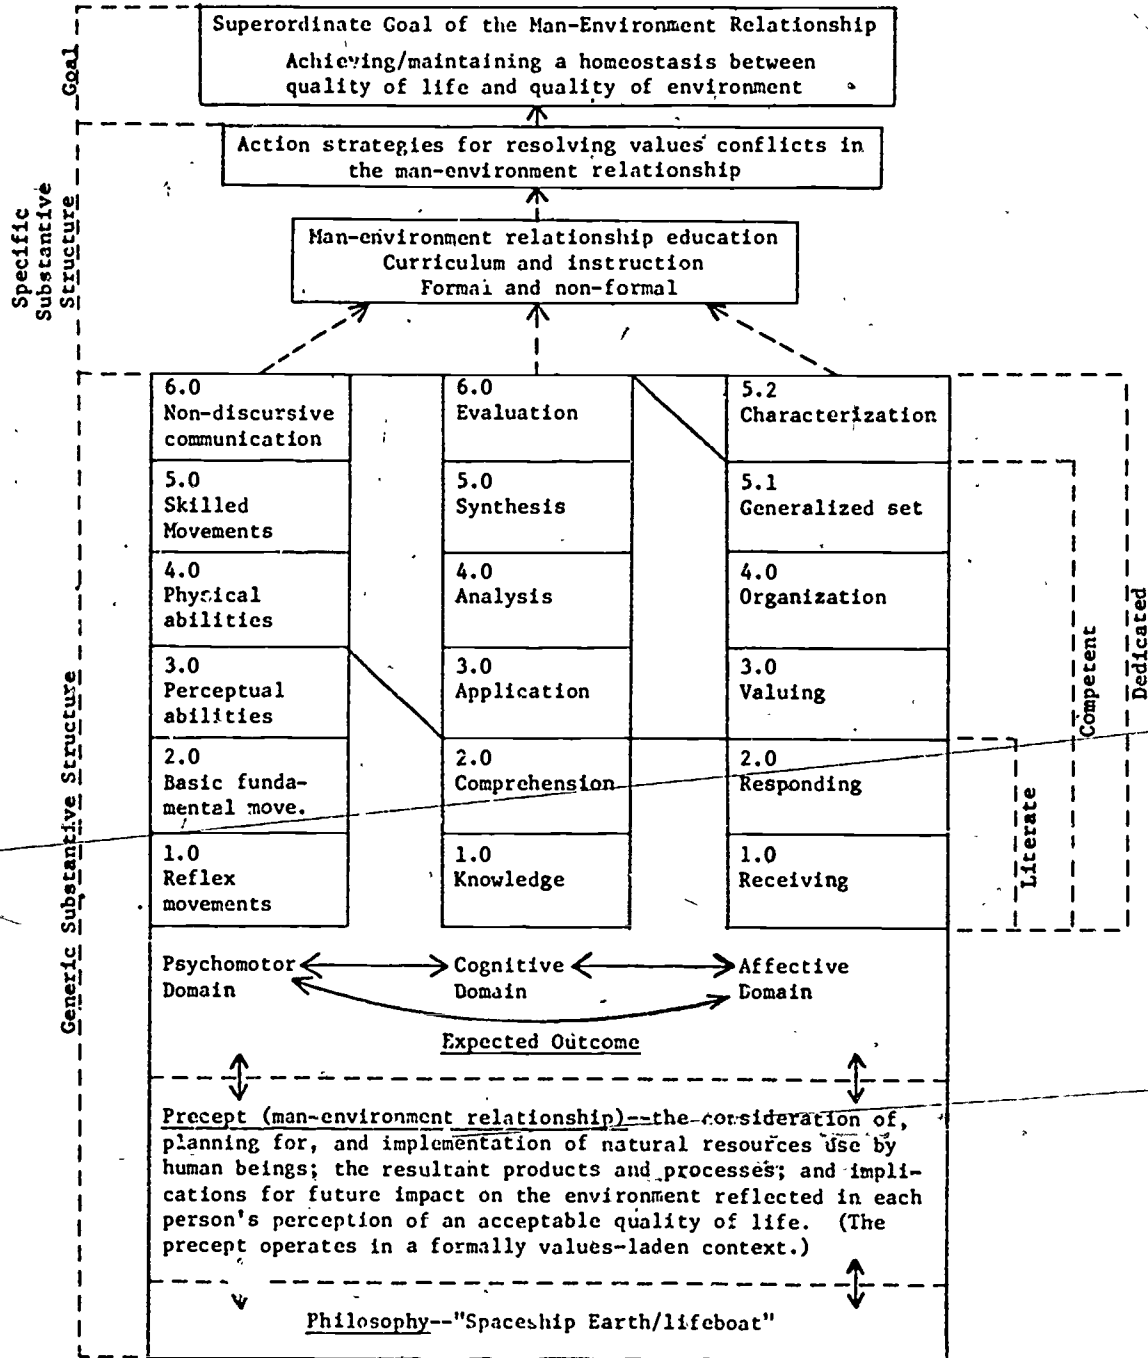 Superordinate Goal of the Man-Environment Relationship
Achieving/maintaining a homeostasis between
quality of life and quality of environment
Goal
Action strategies for resolving values conflicts in
the man-environment relationship
Man-environment relationship education
Curriculum and instruction
Formal and non-formal
Specific
Substantive
Structure
6.0
Non-discursive
communication
5.0
Skilled
Movements
4.0
Physical
abilities
3.0
Perceptual
abilities
2.0
Basic funda-
mental move.
1.0
Reflex
movements
6.0
Evaluation
5.0
Synthesis
4.0
Analysis
3.0
Application
2.0
Comprehension
1.0
Knowledge
5.2
Characterization
5.1
Generalized set
4.0
Organization
3.0
Valuing
2.0
Responding
1.0
Receiving
Literate
Competent
Dedicated
Generic Substantive Structure
Psychomotor
Domain
Cognitive
Domain
Affective
Domain
Expected Outcome
Precept (man-environment relationship)--the consideration of,
planning for, and implementation of natural resources use by
human beings; the resultant products and processes; and impli-
cations for future impact on the environment reflected in each
person's perception of an acceptable quality of life. (The
precept operates in a formally values-laden context.)
Philosophy--"Spaceship Earth/lifeboat"